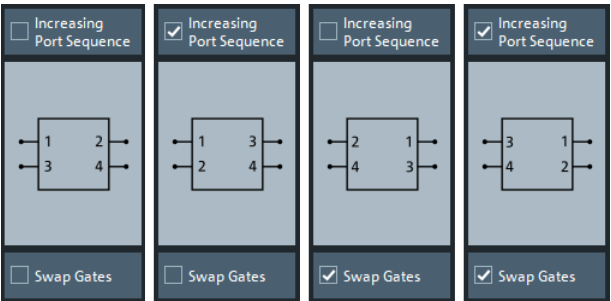 Increasing
Port Sequence
1 2
3 4
Swap Gates
Increasing
Port Sequence
1 3
2 4
Swap Gates
Increasing
Port Sequence
2 1
4 3
Swap Gates
Increasing
Port Sequence
3 1
4 2
Swap Gates